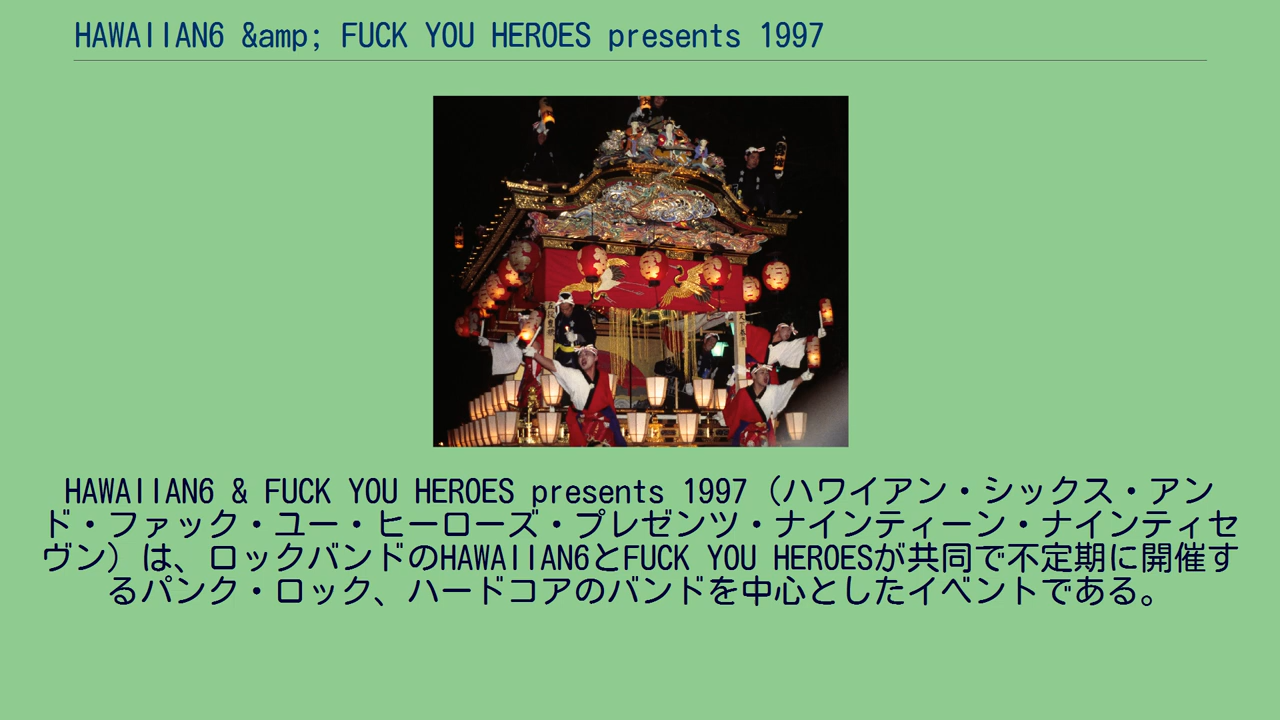 HAWAIIAN6 &amp; FUCK YOU HEROES presents 1997
HAWAIIAN6 & FUCK YOU HEROES presents 1997（ハワイアン・シックス・アン
ド・ファック・ユー・ヒーローズ・プレゼンツ・ナインティーン・ナインティセ
ヴン）は、ロックバンドのHAWAIIAN6とFUCK YOU HEROESが共同で不定期に開催す
るパンク・ロック、ハードコアのバンドを中心としたイベントである。